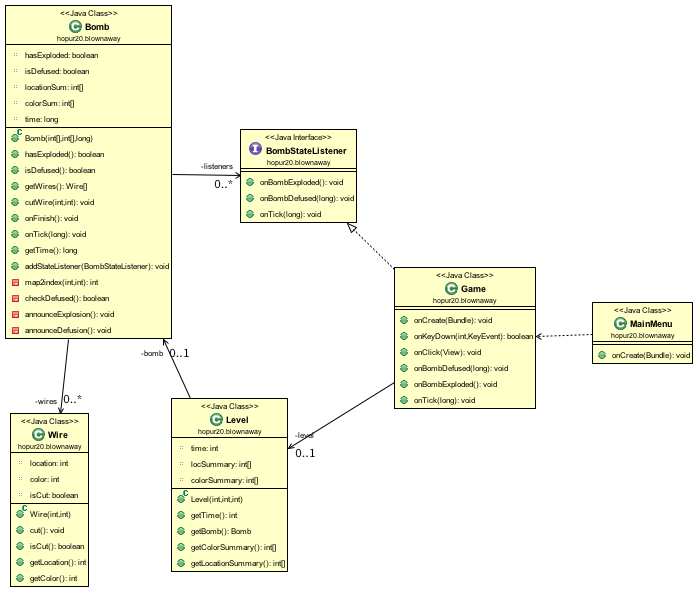 <<Java Class>>
C Bomb
hopur20.blownaway
hasExploded: boolean
isDefused: boolean
locationSum: int[]
colorSum: int[]
time: long
Bomb(int[],int[],long)
hasExploded(): boolean
isDefused(): boolean
getWires(): Wire[]
cutWire(int,int): void
onFinish(): void
onTick(long): void
getTime(): long
addStateListener(BombStateListener): void
map2index(int,int): int
checkDefused(): boolean
announceExplosion(): void
announceDefusion(): void
-listeners
0..*
<<Java Interface>>
I BombStateListener
hopur20.blownaway
onBombExploded(): void
onBombDefused(long): void
onTick(long): void
<<Java Class>>
C Game
hopur20.blownaway
onCreate(Bundle): void
onKeyDown(int,KeyEvent): boolean
onClick(View): void
onBombDefused(long): void
onBombExploded(): void
onTick(long): void
<<Java Class>>
C MainMenu
hopur20.blownaway
onCreate(Bundle): void
-bomb 0..1
-wires 0..*
-level
0..1
<<Java Class>>
C Wire
hopur20.blownaway
location: int
color: int
isCut: boolean
Wire(int,int)
cut(): void
isCut(): boolean
getLocation(): int
getColor(): int
<<Java Class>>
C Level
hopur20.blownaway
time: int
locSummary: int[]
colorSummary: int[]
Level(int,int,int)
getTime(): int
getBomb(): Bomb
getColorSummary(): int[]
getLocationSummary(): int[]